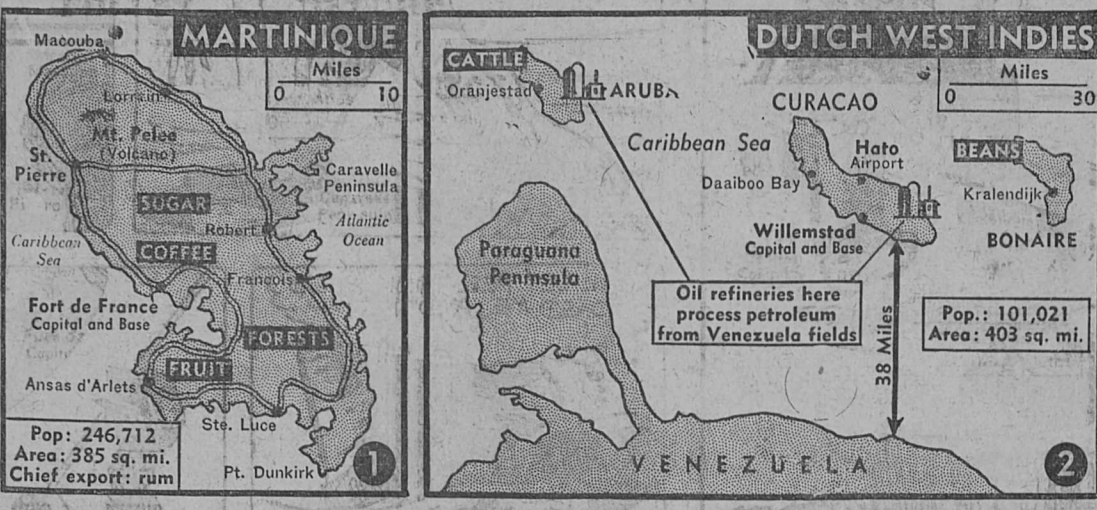 MARTINIQUE
Miles
0 10
Macouba
Lorrain
Mt. Pelee
(Volcano)
St.
Pierre
Caravelle
Peninsula
SUGAR
Robert
Atlantic
Ocean
Caribbean
Sea
COFFEE
Francois
Fort de France
Capital and Base
FORESTS
FRUIT
Ansas d'Arlets
Ste. Luce
Pop: 246,712
Area: 385 sq. mi.
Chief export: rum
Pt. Dunkirk
1
DUTCH WEST INDIES
Miles
0 30
CATTLE
Oranjestad
ARUBA
CURACAO
Caribbean Sea
Hato
Airport
BEANS
Daaiboo Bay
Kralendijk
Willemstad
Capital and Base
BONAIRE
Paraguana
Peninsula
Oil refineries here
process petroleum
from Venezuela fields
38 Miles
Pop.: 101,021
Area: 403 sq. mi.
VENEZUELA
2